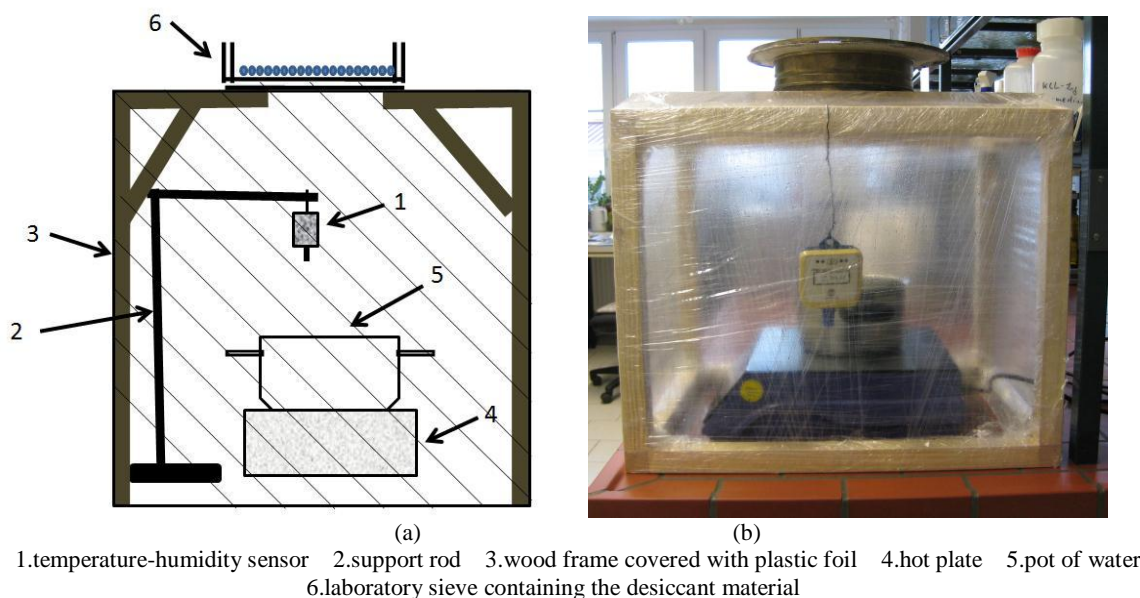 6
1
3
5
2
4
(a)
(b)
1.temperature-humidity sensor 2.support rod 3.wood frame covered with plastic foil 4.hot plate 5.pot of water
6.laboratory sieve containing the desiccant material